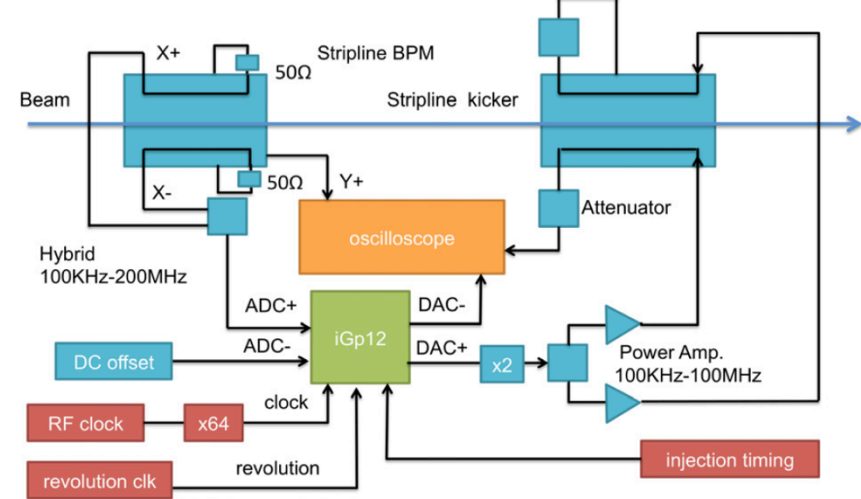 X+
Stripline BPM
50Ω
Beam
Stripline kicker
X-
50Ω
Y+
Attenuator
oscilloscope
Hybrid
100KHz-200MHz
ADC+
DAC-
iGp12
ADC-
DAC+
DC offset
x2
Power Amp.
100KHz-100MHz
clock
RF clock
x64
revolution
injection timing
revolution clk